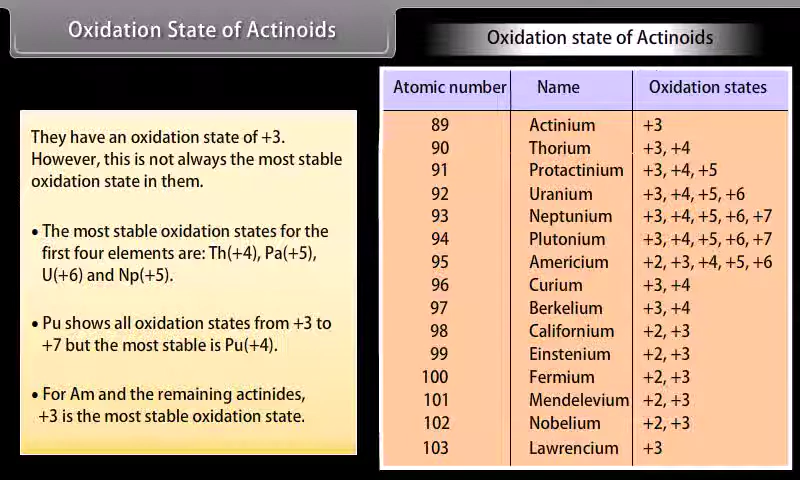 Oxidation State of Actinoids
Oxidation state of Actinoids
They have an oxidation state of +3.
However, this is not always the most stable
oxidation state in them.
• The most stable oxidation states for the
first four elements are: Th(+4), Pa(+5),
U(+6) and Np(+5).
• Pu shows all oxidation states from +3 to
+7 but the most stable is Pu(+4).
• For Am and the remaining actinides,
+3 is the most stable oxidation state.
Atomic number Name Oxidation states
89 Actinium +3
90 Thorium +3, +4
91 Protactinium +3, +4, +5
92 Uranium +3, +4, +5, +6
93 Neptunium +3, +4, +5, +6, +7
94 Plutonium +3, +4, +5, +6, +7
95 Americium +2, +3, +4, +5, +6
96 Curium +3, +4
97 Berkelium +3, +4
98 Californium +2, +3
99 Einstenium +2, +3
100 Fermium +2, +3
101 Mendelevium +2, +3
102 Nobelium +2, +3
103 Lawrencium +3